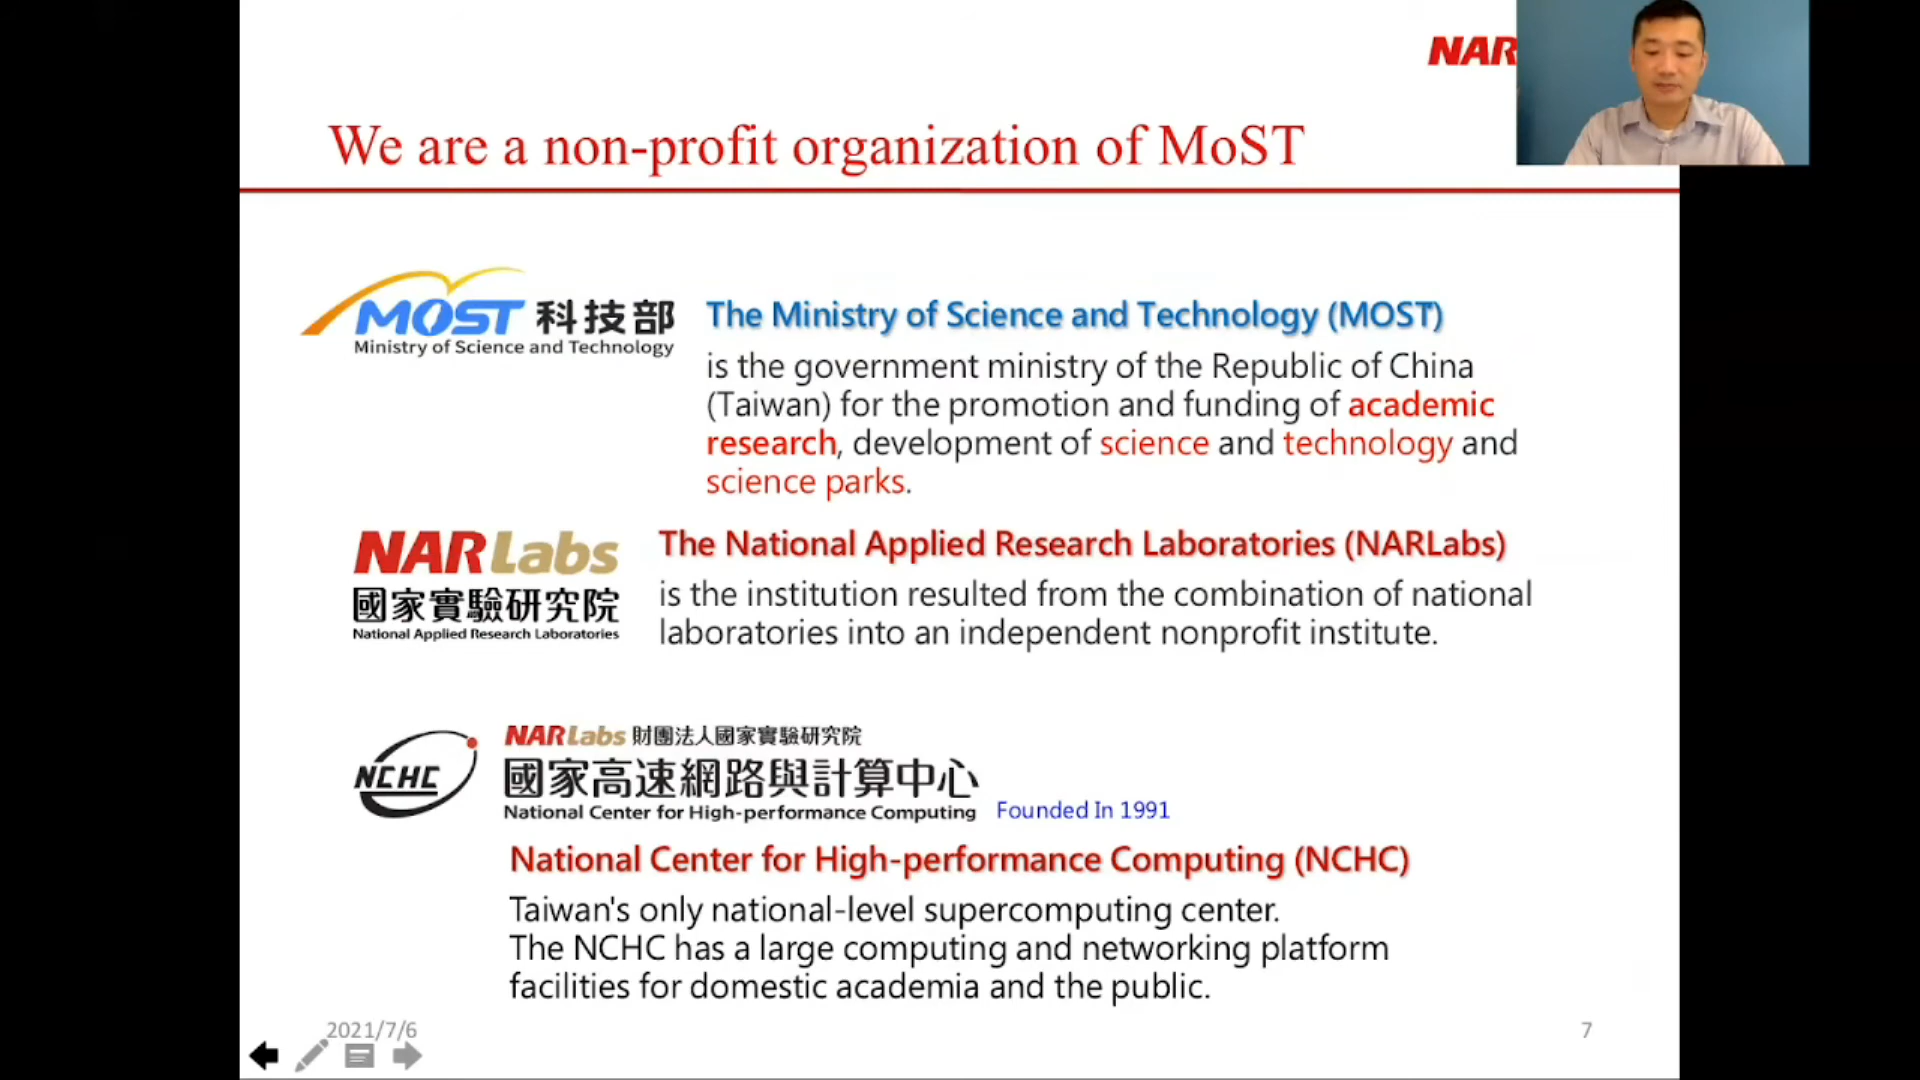 NAR
We are a non-profit organization of MoST
MOST 科技部
Ministry of Science and Technology
The Ministry of Science and Technology (MOST)
is the government ministry of the Republic of China
(Taiwan) for the promotion and funding of academic
research, development of science and technology and
science parks.
NARLabs
國家實驗研究院
National Applied Research Laboratories
The National Applied Research Laboratories (NARLabs)
is the institution resulted from the combination of national
laboratories into an independent nonprofit institute.
NCHC
NARLabs 財團法人國家實驗研究院
國家高速網路與計算中心
National Center for High-performance Computing
Founded In 1991
National Center for High-performance Computing (NCHC)
Taiwan's only national-level supercomputing center.
The NCHC has a large computing and networking platform
facilities for domestic academia and the public.
2021/7/6
7